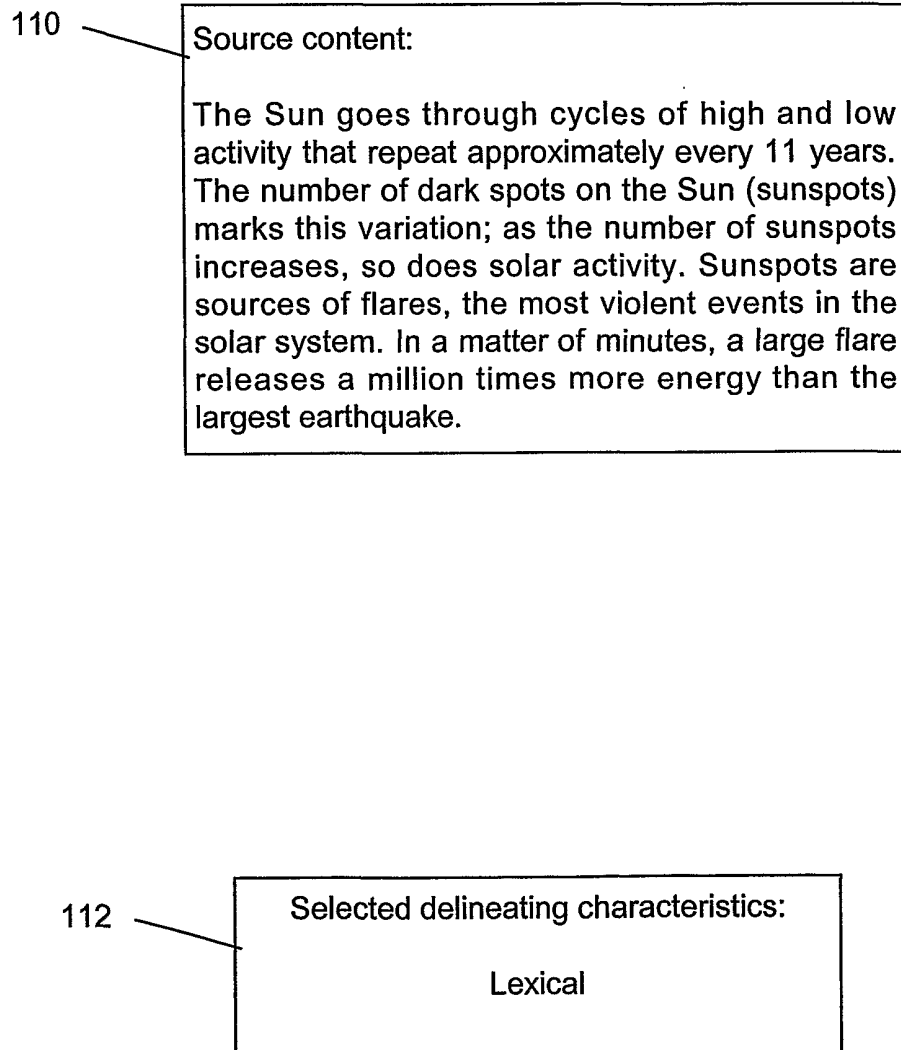 110
Source content:
The Sun goes through cycles of high and low
activity that repeat approximately every 11 years.
The number of dark spots on the Sun (sunspots)
marks this variation; as the number of sunspots
increases, so does solar activity. Sunspots are
sources of flares, the most violent events in the
solar system. In a matter of minutes, a large flare
releases a million times more energy than the
largest earthquake.
112
Selected delineating characteristics:
Lexical